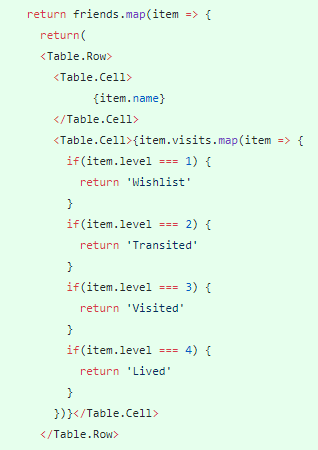 return friends.map(item => {
return(
<Table.Row>
<Table.Cell>
{item.name}
</Table.Cell>
<Table.Cell>{item.visits.map(item => {
if(item.level === 1) {
return 'Wishlist'
}
if(item.level === 2) {
return 'Transited'
}
if(item.level === 3) {
return 'Visited'
}
if(item.level === 4) {
return 'Lived'
}
})}</Table.Cell>
</Table.Row>